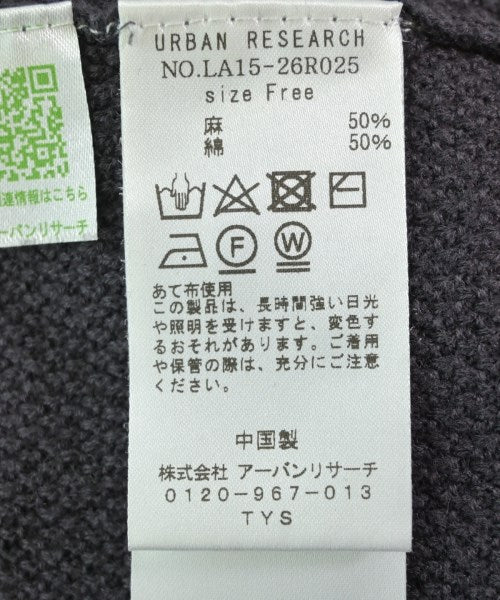 URBAN RESEARCH
NO.LA15-26R025
size Free
麻 50%
綿 50%
F W
あて布使用
この製品は、長時間強い日光
や照明を受けますと、変色す
るおそれがあります。ご着用
や保管の際は、充分にご注意
ください。
中国製
株式会社 アーバンリサーチ
0120-967-013
TYS
連情報はこちら
ーバンリサーチ